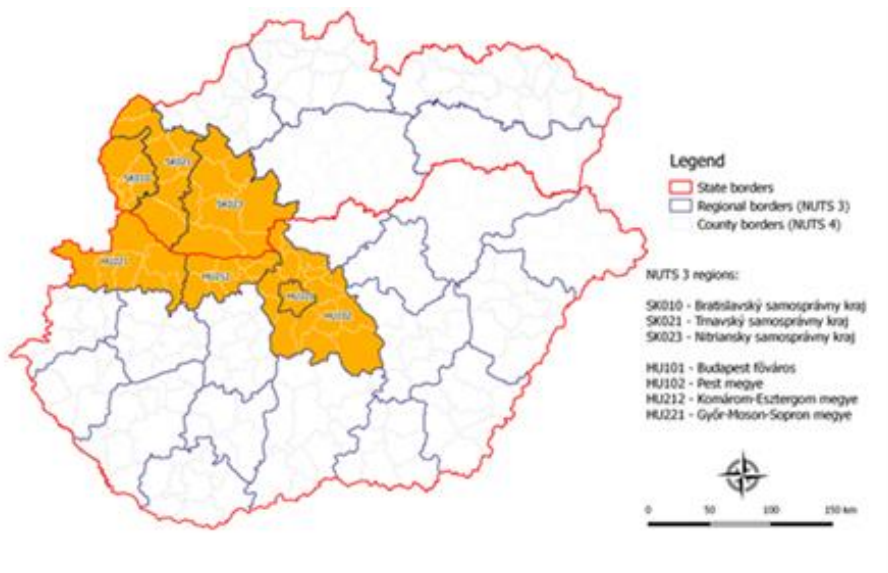 SK021
SK010
SK023
HU221
HU101
HU102
Legend
State borders
Regional borders (NUTS 3)
County borders (NUTS 4)
NUTS 3 regions:
SK010 - Bratislavský samosprávny kraj
SK021 - Trnavský samosprávny kraj
SK023 - Nitriansky samosprávny kraj
HU101 - Budapest főváros
HU102 - Pest megye
HU212 - Komárom-Esztergom megye
HU221 - Győr-Moson-Sopron megye
0 50 100 150 km